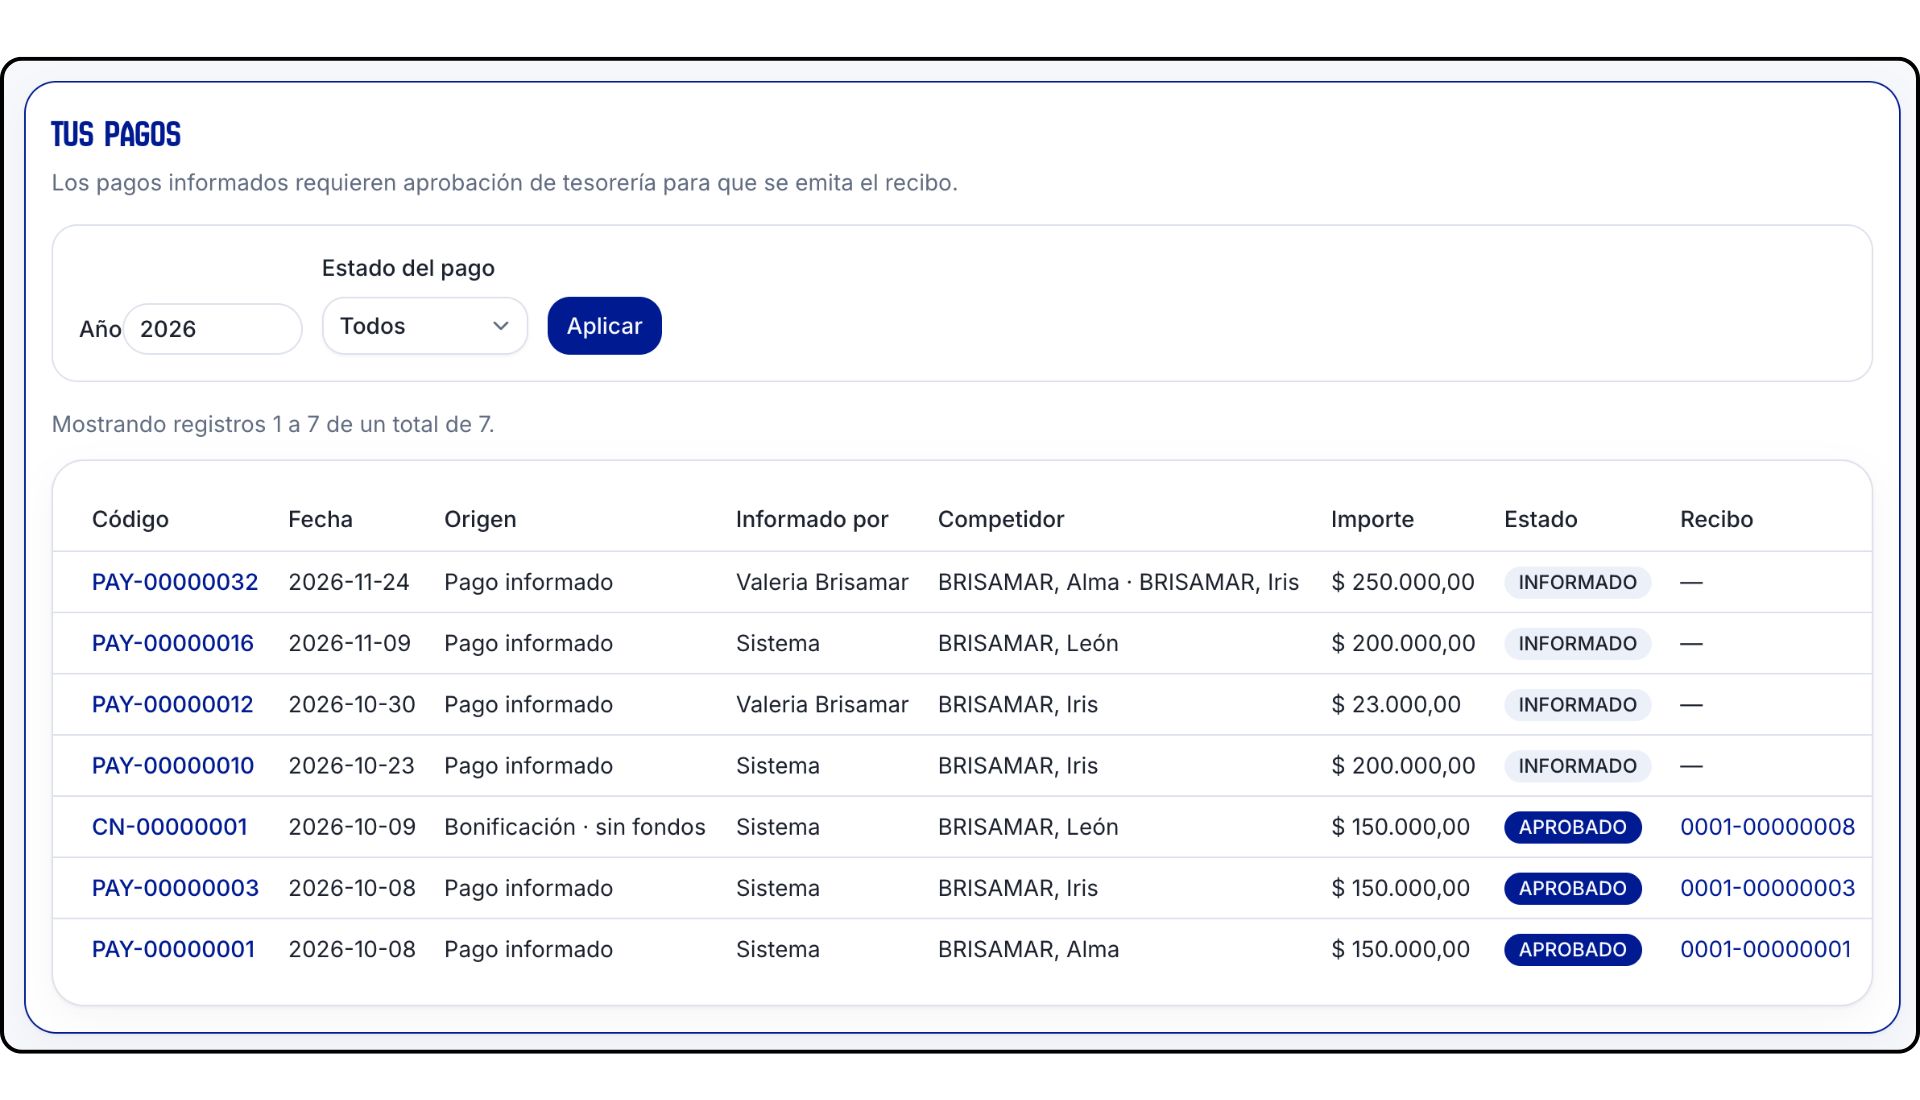 TUS PAGOS
Los pagos informados requieren aprobación de tesorería para que se emita el recibo.
Estado del pago
Año 2026 Todos Aplicar
Mostrando registros 1 a 7 de un total de 7.
Código Fecha Origen Informado por Competidor Importe Estado Recibo
PAY-00000032 2026-11-24 Pago informado Valeria Brisamar BRISAMAR, Alma · BRISAMAR, Iris $ 250.000,00 INFORMADO —
PAY-00000016 2026-11-09 Pago informado Sistema BRISAMAR, León $ 200.000,00 INFORMADO —
PAY-00000012 2026-10-30 Pago informado Valeria Brisamar BRISAMAR, Iris $ 23.000,00 INFORMADO —
PAY-00000010 2026-10-23 Pago informado Sistema BRISAMAR, Iris $ 200.000,00 INFORMADO —
CN-00000001 2026-10-09 Bonificación · sin fondos Sistema BRISAMAR, León $ 150.000,00 APROBADO 0001-00000008
PAY-00000003 2026-10-08 Pago informado Sistema BRISAMAR, Iris $ 150.000,00 APROBADO 0001-00000003
PAY-00000001 2026-10-08 Pago informado Sistema BRISAMAR, Alma $ 150.000,00 APROBADO 0001-00000001